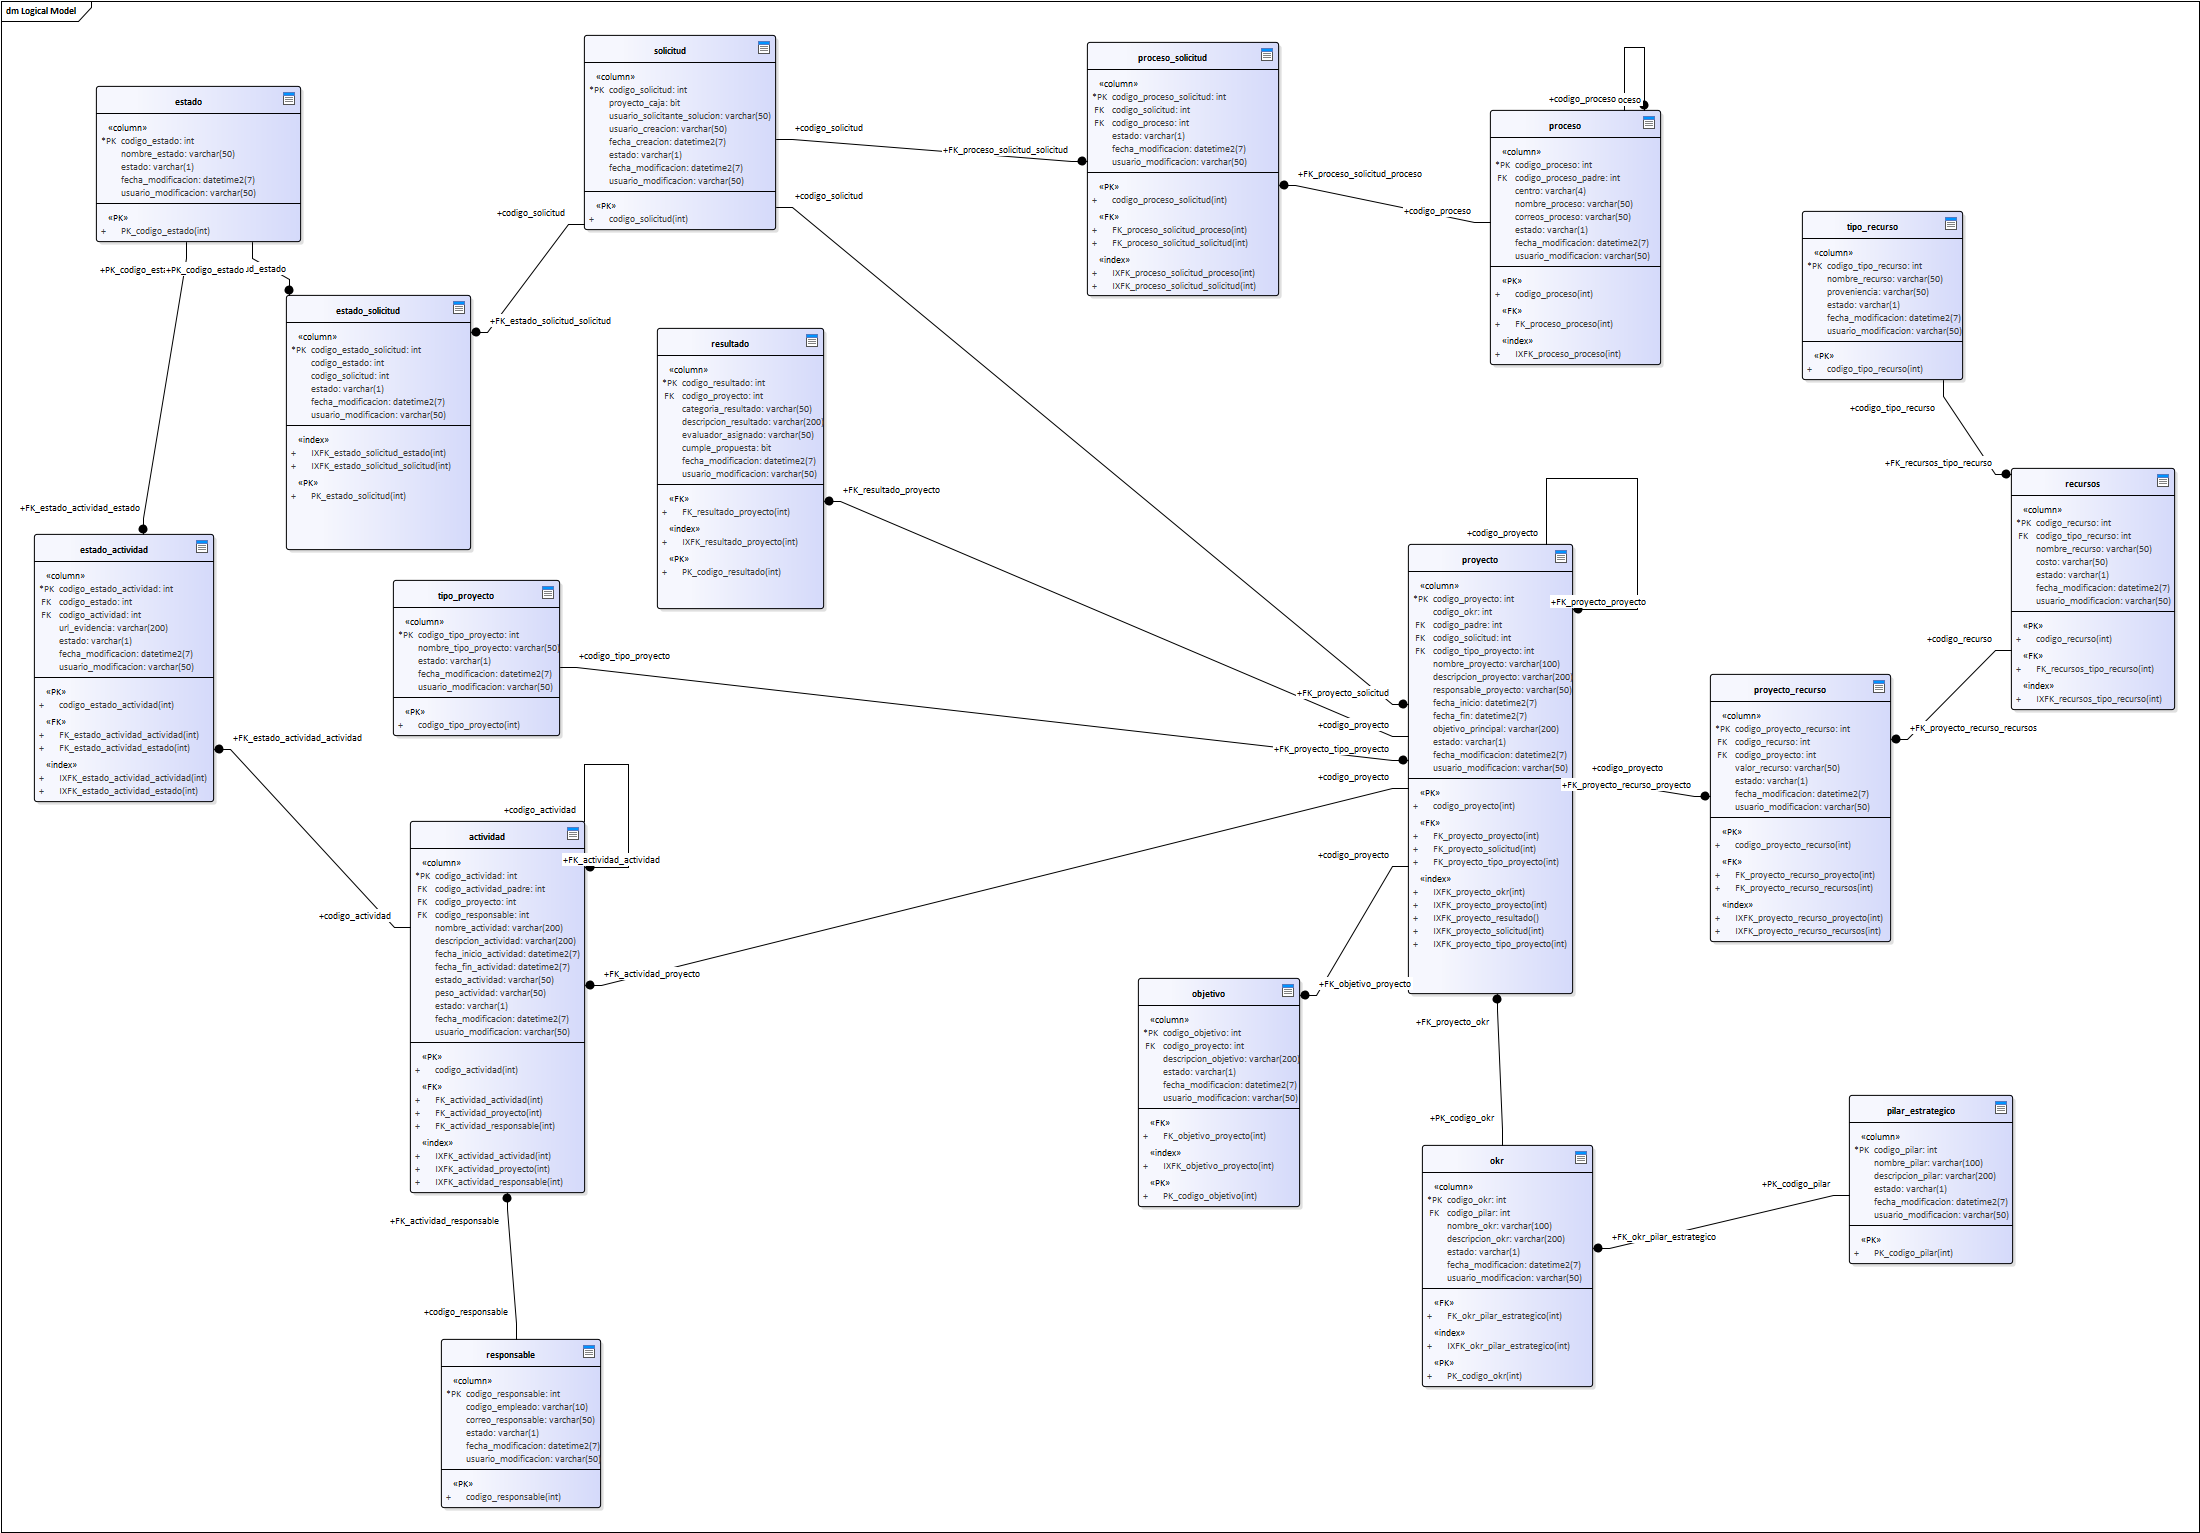 dm Logical Model
solicitud
«column»
*PK codigo_solicitud: int
proyecto_caja: bit
usuario_solicitante_solucion: varchar(50)
usuario_creacion: varchar(50)
fecha_creacion: datetime2(7)
estado: varchar(1)
fecha_modificacion: datetime2(7)
usuario_modificacion: varchar(50)
«PK»
+ codigo_solicitud(int)
proceso_solicitud
«column»
*PK codigo_proceso_solicitud: int
FK codigo_solicitud: int
FK codigo_proceso: int
estado: varchar(1)
fecha_modificacion: datetime2(7)
usuario_modificacion: varchar(50)
«PK»
+ codigo_proceso_solicitud(int)
«FK»
+ FK_proceso_solicitud_proceso(int)
+ FK_proceso_solicitud_solicitud(int)
«index»
+ IXFK_proceso_solicitud_proceso(int)
+ IXFK_proceso_solicitud_solicitud(int)
+codigo_proceso
oceso
proceso
«column»
*PK codigo_proceso: int
FK codigo_proceso_padre: int
centro: varchar(4)
nombre_proceso: varchar(50)
correos_proceso: varchar(50)
estado: varchar(1)
fecha_modificacion: datetime2(7)
usuario_modificacion: varchar(50)
«PK»
+ codigo_proceso(int)
«FK»
+ FK_proceso_proceso(int)
«index»
+ IXFK_proceso_proceso(int)
estado
«column»
*PK codigo_estado: int
nombre_estado: varchar(50)
estado: varchar(1)
fecha_modificacion: datetime2(7)
usuario_modificacion: varchar(50)
«PK»
+ PK_codigo_estado(int)
+codigo_solicitud
+FK_proceso_solicitud_solicitud
+FK_proceso_solicitud_proceso
+codigo_proceso
+codigo_solicitud
+codigo_solicitud
tipo_recurso
«column»
*PK codigo_tipo_recurso: int
nombre_recurso: varchar(50)
proveniencia: varchar(50)
estado: varchar(1)
fecha_modificacion: datetime2(7)
usuario_modificacion: varchar(50)
«PK»
+ codigo_tipo_recurso(int)
+PK_codigo_est
+PK_codigo_estado
d_estado
estado_solicitud
«column»
*PK codigo_estado_solicitud: int
codigo_estado: int
codigo_solicitud: int
estado: varchar(1)
fecha_modificacion: datetime2(7)
usuario_modificacion: varchar(50)
«index»
+ IXFK_estado_solicitud_estado(int)
+ IXFK_estado_solicitud_solicitud(int)
«PK»
+ PK_estado_solicitud(int)
+FK_estado_solicitud_solicitud
resultado
«column»
*PK codigo_resultado: int
FK codigo_proyecto: int
categoria_resultado: varchar(50)
descripcion_resultado: varchar(200)
evaluador_asignado: varchar(50)
cumple_propuesta: bit
fecha_modificacion: datetime2(7)
usuario_modificacion: varchar(50)
«FK»
+ FK_resultado_proyecto(int)
«index»
+ IXFK_resultado_proyecto(int)
«PK»
+ PK_codigo_resultado(int)
+FK_resultado_proyecto
+codigo_tipo_recurso
+FK_recursos_tipo_recurso
recursos
«column»
*PK codigo_recurso: int
FK codigo_tipo_recurso: int
nombre_recurso: varchar(50)
costo: varchar(50)
estado: varchar(1)
fecha_modificacion: datetime2(7)
usuario_modificacion: varchar(50)
«PK»
+ codigo_recurso(int)
«FK»
+ FK_recursos_tipo_recurso(int)
«index»
+ IXFK_recursos_tipo_recurso(int)
+FK_estado_actividad_estado
estado_actividad
«column»
*PK codigo_estado_actividad: int
FK codigo_estado: int
FK codigo_actividad: int
url_evidencia: varchar(200)
estado: varchar(1)
fecha_modificacion: datetime2(7)
usuario_modificacion: varchar(50)
«PK»
+ codigo_estado_actividad(int)
«FK»
+ FK_estado_actividad_actividad(int)
+ FK_estado_actividad_estado(int)
«index»
+ IXFK_estado_actividad_actividad(int)
+ IXFK_estado_actividad_estado(int)
+FK_estado_actividad_actividad
tipo_proyecto
«column»
*PK codigo_tipo_proyecto: int
nombre_tipo_proyecto: varchar(50)
estado: varchar(1)
fecha_modificacion: datetime2(7)
usuario_modificacion: varchar(50)
«PK»
+ codigo_tipo_proyecto(int)
+codigo_tipo_proyecto
+codigo_proyecto
+FK_proyecto_proyecto
proyecto
«column»
*PK codigo_proyecto: int
codigo_okr: int
FK codigo_padre: int
FK codigo_solicitud: int
FK codigo_tipo_proyecto: int
nombre_proyecto: varchar(100)
descripcion_proyecto: varchar(200)
responsable_proyecto: varchar(50)
fecha_inicio: datetime2(7)
fecha_fin: datetime2(7)
objetivo_principal: varchar(200)
estado: varchar(1)
fecha_modificacion: datetime2(7)
usuario_modificacion: varchar(50)
«PK»
+ codigo_proyecto(int)
«FK»
+ FK_proyecto_proyecto(int)
+ FK_proyecto_solicitud(int)
+ FK_proyecto_tipo_proyecto(int)
«index»
+ IXFK_proyecto_okr(int)
+ IXFK_proyecto_proyecto(int)
+ IXFK_proyecto_resultado()
+ IXFK_proyecto_solicitud(int)
+ IXFK_proyecto_tipo_proyecto(int)
+FK_proyecto_solicitud
+codigo_proyecto
+FK_proyecto_tipo_proyecto
+codigo_proyecto
+codigo_proyecto
+codigo_proyecto
+FK_proyecto_recurso_proyecto
+codigo_recurso
+FK_proyecto_recurso_recursos
proyecto_recurso
«column»
*PK codigo_proyecto_recurso: int
FK codigo_recurso: int
FK codigo_proyecto: int
valor_recurso: varchar(50)
estado: varchar(1)
fecha_modificacion: datetime2(7)
usuario_modificacion: varchar(50)
«PK»
+ codigo_proyecto_recurso(int)
«FK»
+ FK_proyecto_recurso_proyecto(int)
+ FK_proyecto_recurso_recursos(int)
«index»
+ IXFK_proyecto_recurso_proyecto(int)
+ IXFK_proyecto_recurso_recursos(int)
+codigo_actividad
+FK_actividad_actividad
+codigo_actividad
actividad
«column»
*PK codigo_actividad: int
FK codigo_actividad_padre: int
FK codigo_proyecto: int
FK codigo_responsable: int
nombre_actividad: varchar(200)
descripcion_actividad: varchar(200)
fecha_inicio_actividad: datetime2(7)
fecha_fin_actividad: datetime2(7)
estado_actividad: varchar(50)
peso_actividad: varchar(50)
estado: varchar(1)
fecha_modificacion: datetime2(7)
usuario_modificacion: varchar(50)
«PK»
+ codigo_actividad(int)
«FK»
+ FK_actividad_actividad(int)
+ FK_actividad_proyecto(int)
+ FK_actividad_responsable(int)
«index»
+ IXFK_actividad_actividad(int)
+ IXFK_actividad_proyecto(int)
+ IXFK_actividad_responsable(int)
+FK_actividad_proyecto
+FK_objetivo_proyecto
objetivo
«column»
*PK codigo_objetivo: int
FK codigo_proyecto: int
descripcion_objetivo: varchar(200)
estado: varchar(1)
fecha_modificacion: datetime2(7)
usuario_modificacion: varchar(50)
«FK»
+ FK_objetivo_proyecto(int)
«index»
+ IXFK_objetivo_proyecto(int)
«PK»
+ PK_codigo_objetivo(int)
+FK_proyecto_okr
+PK_codigo_okr
okr
«column»
*PK codigo_okr: int
FK codigo_pilar: int
nombre_okr: varchar(100)
descripcion_okr: varchar(200)
estado: varchar(1)
fecha_modificacion: datetime2(7)
usuario_modificacion: varchar(50)
«FK»
+ FK_okr_pilar_estrategico(int)
«index»
+ IXFK_okr_pilar_estrategico(int)
«PK»
+ PK_codigo_okr(int)
+PK_codigo_pilar
+FK_okr_pilar_estrategico
pilar_estrategico
«column»
*PK codigo_pilar: int
nombre_pilar: varchar(100)
descripcion_pilar: varchar(200)
estado: varchar(1)
fecha_modificacion: datetime2(7)
usuario_modificacion: varchar(50)
«PK»
+ PK_codigo_pilar(int)
+FK_actividad_responsable
+codigo_responsable
responsable
«column»
*PK codigo_responsable: int
codigo_empleado: varchar(10)
correo_responsable: varchar(50)
estado: varchar(1)
fecha_modificacion: datetime2(7)
usuario_modificacion: varchar(50)
«PK»
+ codigo_responsable(int)